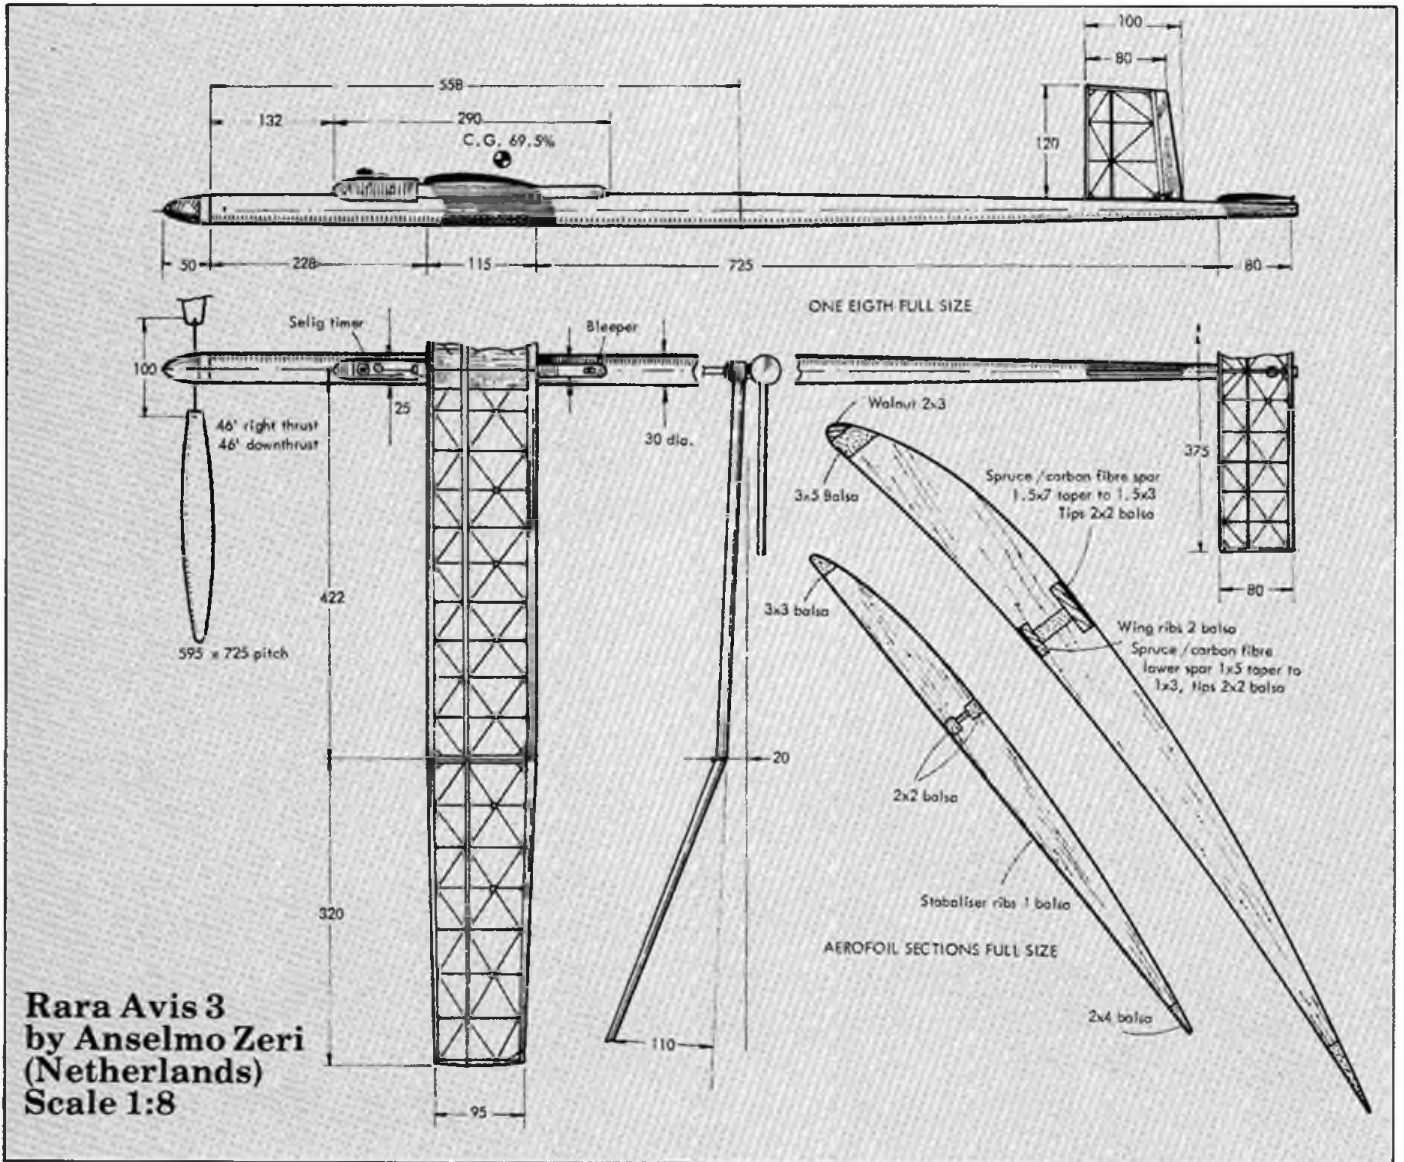 100
80
558
132
290
C.G. 69.5%
120
50
228
115
725
80
ONE EIGTH FULL SIZE
Selig timer
Bleeper
100
25
46' right thrust
46' downthrust
30 dia.
Walnut 2x3
375
3x5 Balsa
Spruce/carbon fibre spar
1.5x7 taper to 1.5x3
Tips 2x2 balsa
80
422
3x3 balsa
595 x 725 pitch
Wing ribs 2 balsa
Spruce/carbon fibre
lower spar 1x5 taper to
1x3, tips 2x2 balsa
20
2x2 balsa
320
Stabaliser ribs 1 balsa
AEROFOIL SECTIONS FULL SIZE
2x4 balsa
110
95
Rara Avis 3
by Anselmo Zeri
(Netherlands)
Scale 1:8